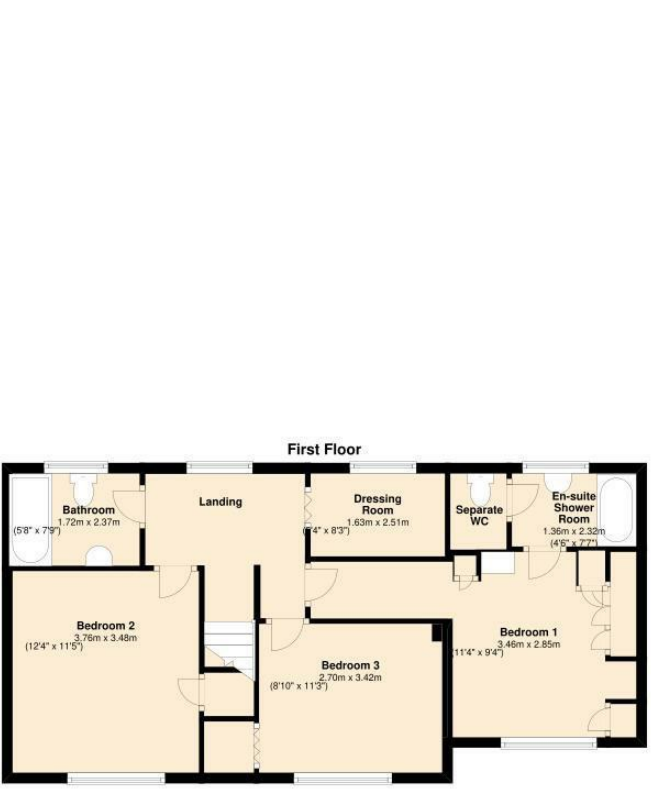 First Floor
Bathroom
1.72m x 2.37m
(5'8" x 7'9")
Landing
Dressing
Room
1.63m x 2.51m
4" x 8'3")
Separate
WC
En-suite
Shower
Room
1.36m x 2.32m
(4'6" x 7'7")
Bedroom 2
3.76m x 3.48m
(12'4" x 11'5")
Bedroom 3
2.70m x 3.42m
(8'10" x 11'3")
Bedroom 1
3.46m x 2.85m
(11'4" x 9'4")